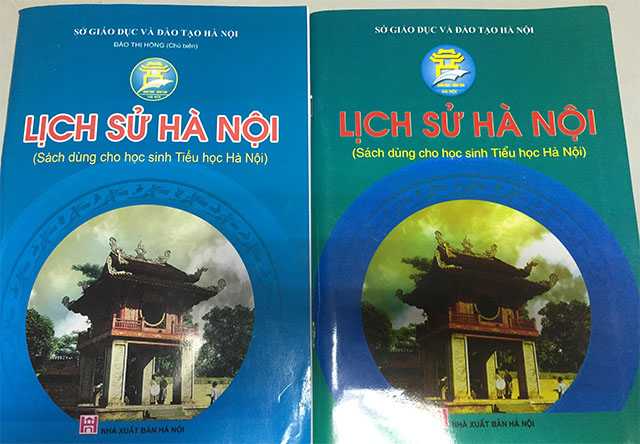 SỞ GIÁO DỤC VÀ ĐÀO TẠO HÀ NỘI
ĐÀO THỊ HỒNG (Chủ biên)
LỊCH SỬ HÀ NỘI
(Sách dùng cho học sinh Tiểu học Hà Nội)
NHÀ XUẤT BẢN HÀ NỘI
SỞ GIÁO DỤC VÀ ĐÀO TẠO HÀ NỘI
HÀ NỘI
LỊCH SỬ HÀ NỘI
(Sách dùng cho học sinh Tiểu học Hà Nội)
NHÀ XUẤT BẢN HÀ NỘI